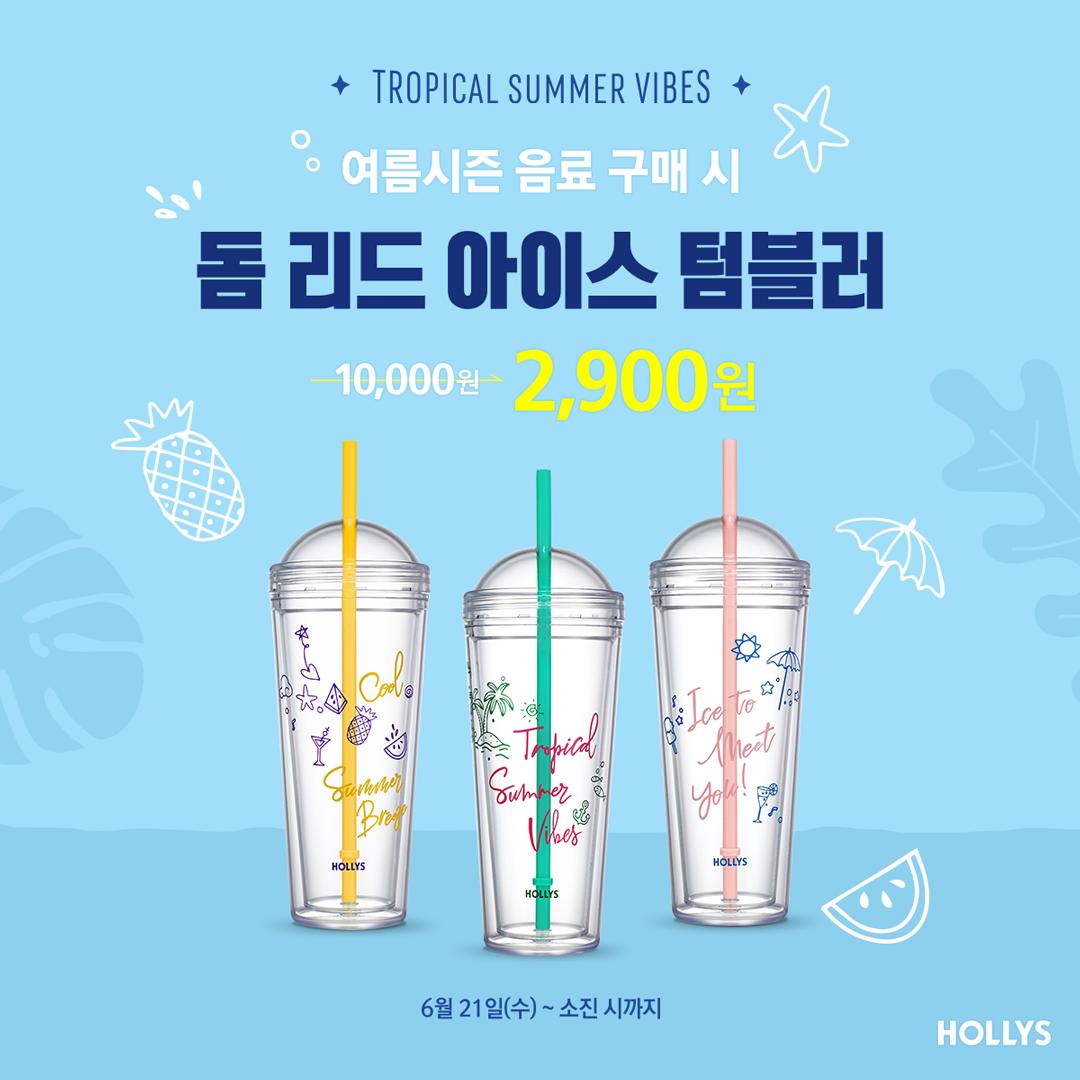 TROPICAL SUMMER VIBES
여름시즌 음료 구매 시
돔 리드 아이스 텀블러
10,000원 2,900원
Cool
Summer
Breeze
HOLLYS
Tropical
Summer
Vibes
HOLLYS
Ice to
Meet
You!
HOLLYS
6월 21일(수) ~ 소진 시까지
HOLLYS